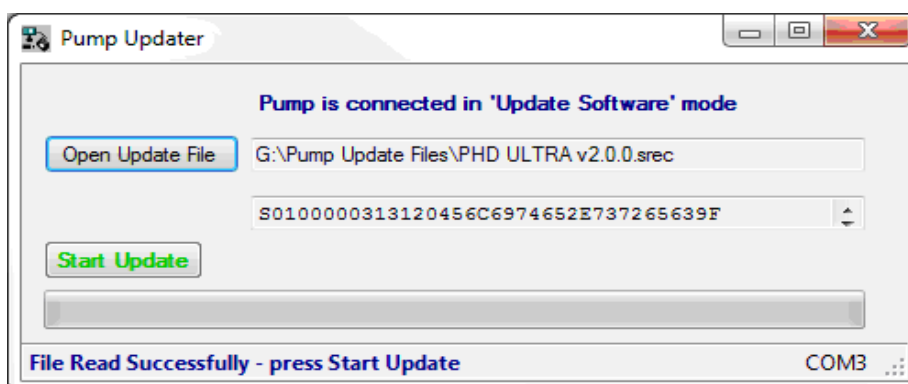 Pump Updater
Pump is connected in 'Update Software' mode
Open Update File G:\Pump Update Files\PHD ULTRA v2.0.0.srec
S0100000313120456C6974652E737265639F
Start Update
File Read Successfully - press Start Update COM3